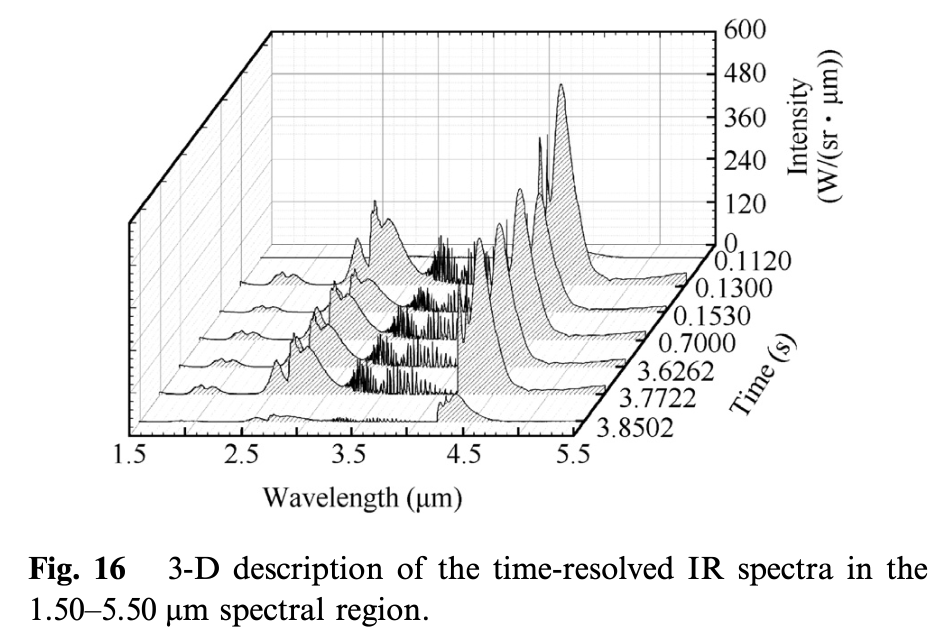 600
480
360
240
120
0
Intensity
(W/(sr • μm))
0.1120
0.1300
0.1530
0.7000
3.6262
3.7722
3.8502
Time (s)
1.5 2.5 3.5 4.5 5.5
Wavelength (μm)
Fig. 16 3-D description of the time-resolved IR spectra in the
1.50–5.50 μm spectral region.